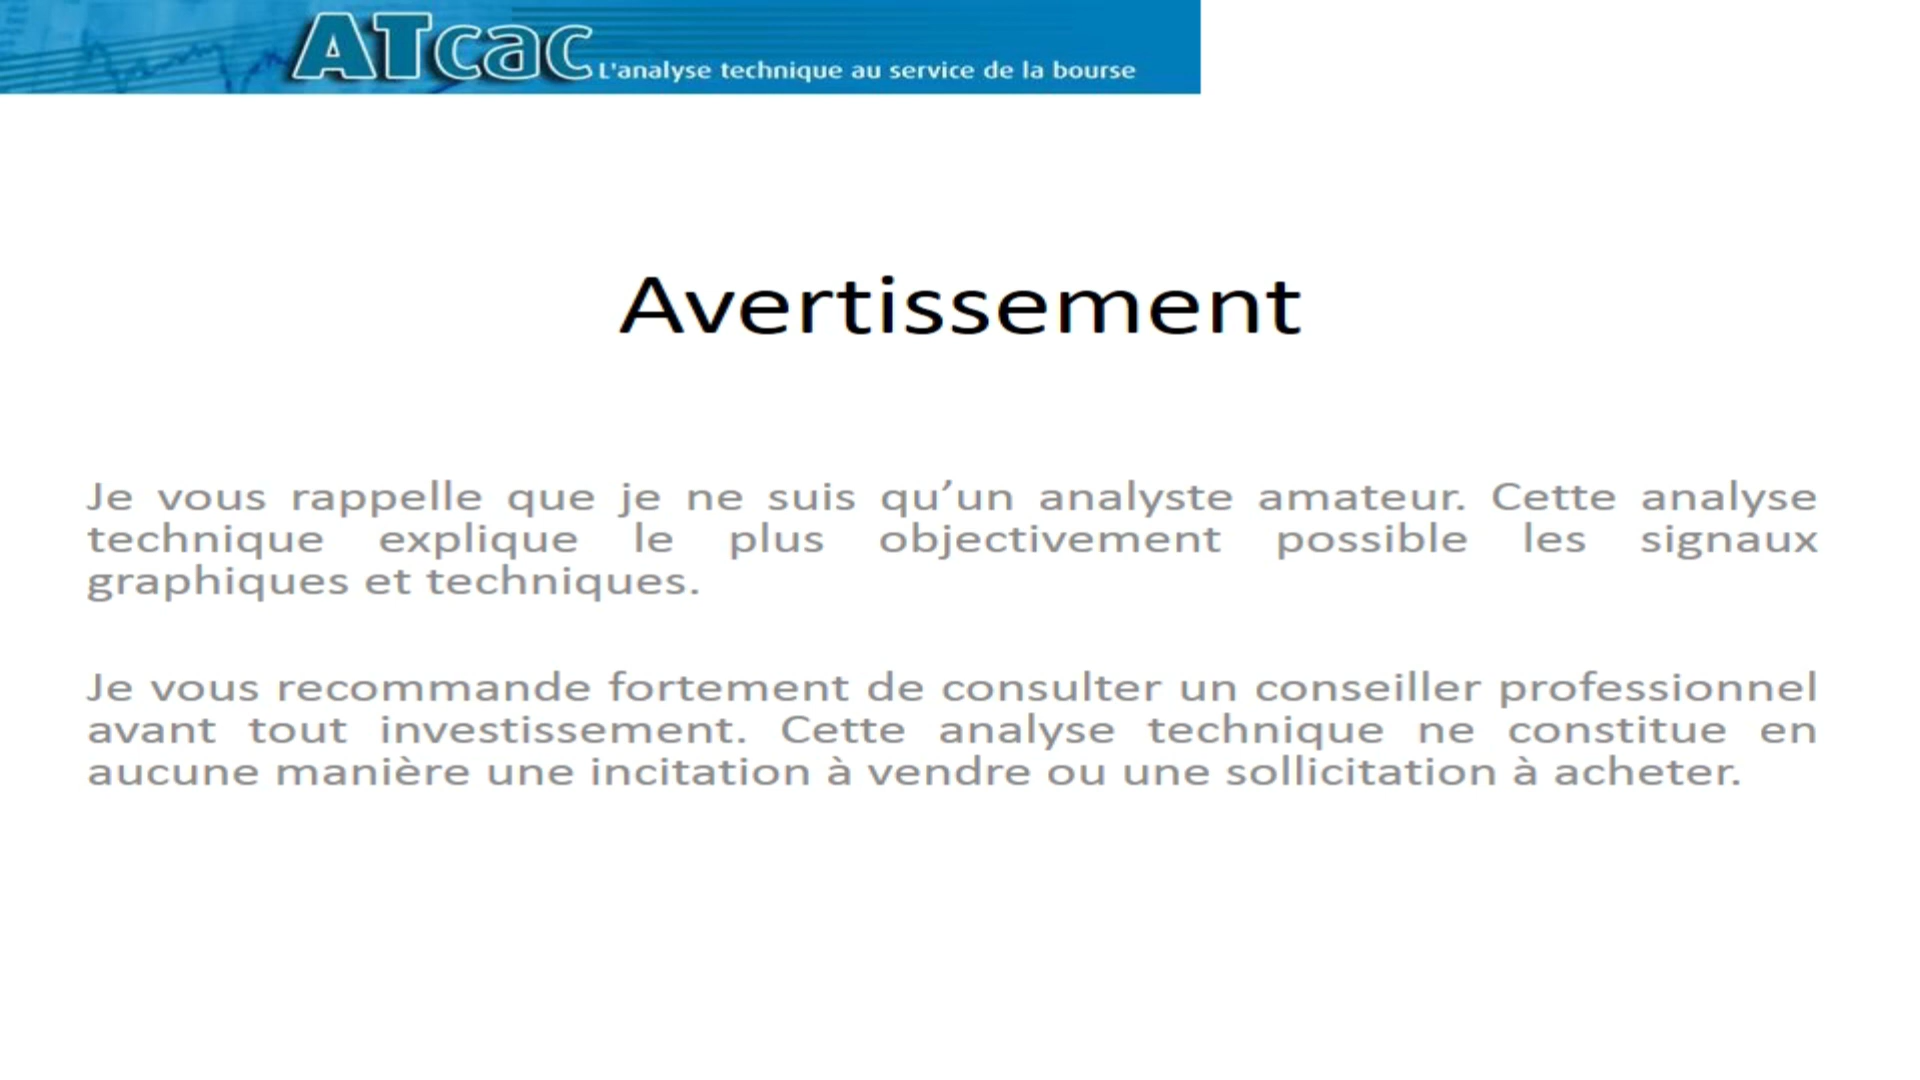 ATcac L'analyse technique au service de la bourse
Avertissement
Je vous rappelle que je ne suis qu’un analyste amateur. Cette analyse
technique explique le plus objectivement possible les signaux
graphiques et techniques.
Je vous recommande fortement de consulter un conseiller professionnel
avant tout investissement. Cette analyse technique ne constitue en
aucune manière une incitation à vendre ou une sollicitation à acheter.